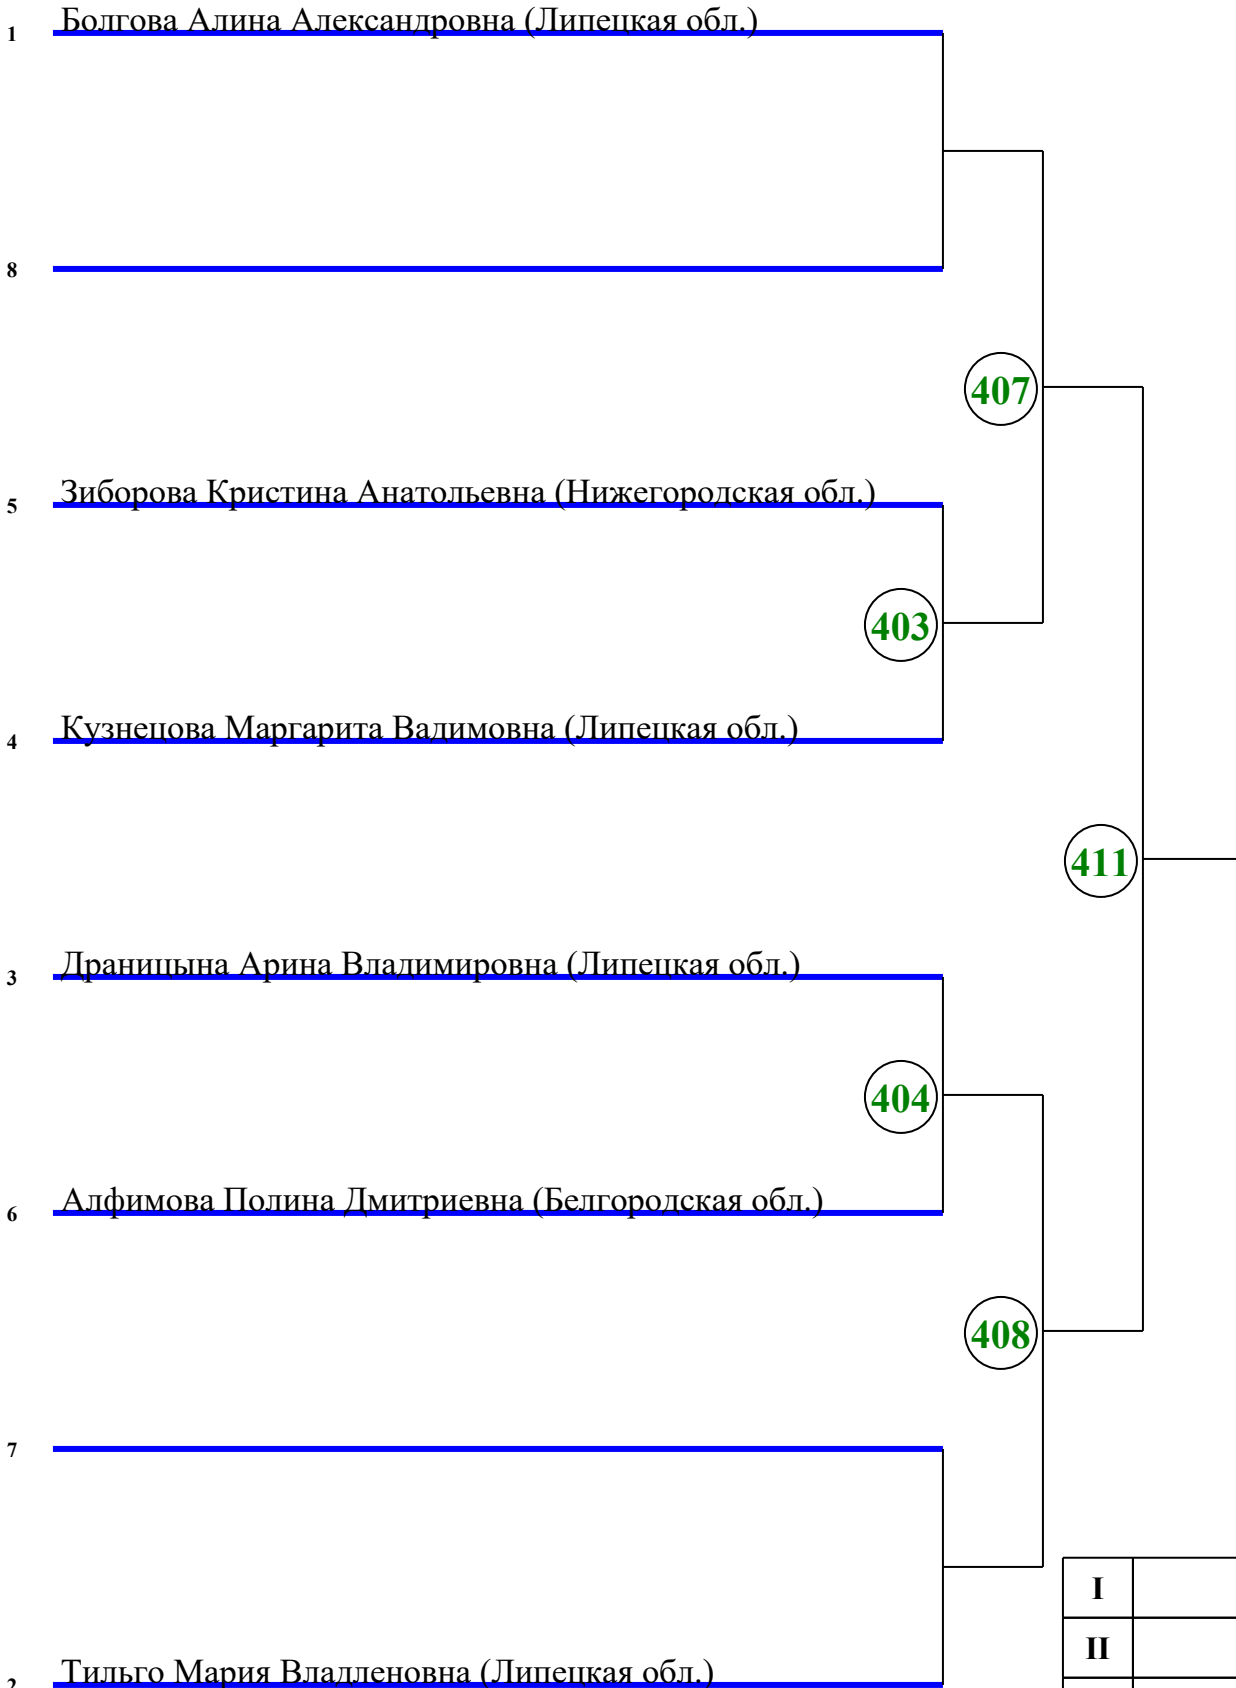 1 Болгова Алина Александровна (Липецкая обл.)
8
407
5 Зиборова Кристина Анатольевна (Нижегородская обл.)
403
4 Кузнецова Маргарита Вадимовна (Липецкая обл.)
411
3 Драницына Арина Владимировна (Липецкая обл.)
404
6 Алфимова Полина Дмитриевна (Белгородская обл.)
408
7
I
II
2 Тильго Мария Владленовна (Липецкая обл.)